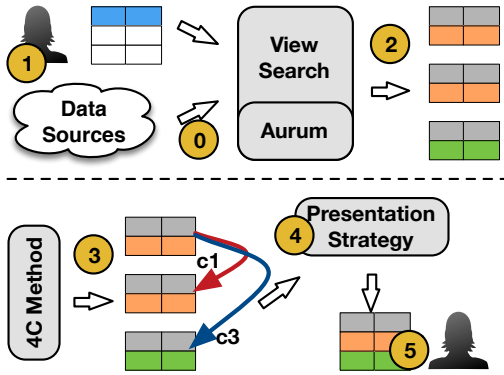 1
Data
Sources
0
View
Search
Aurum
2
4C Method
3
c1
c3
4
Presentation
Strategy
5